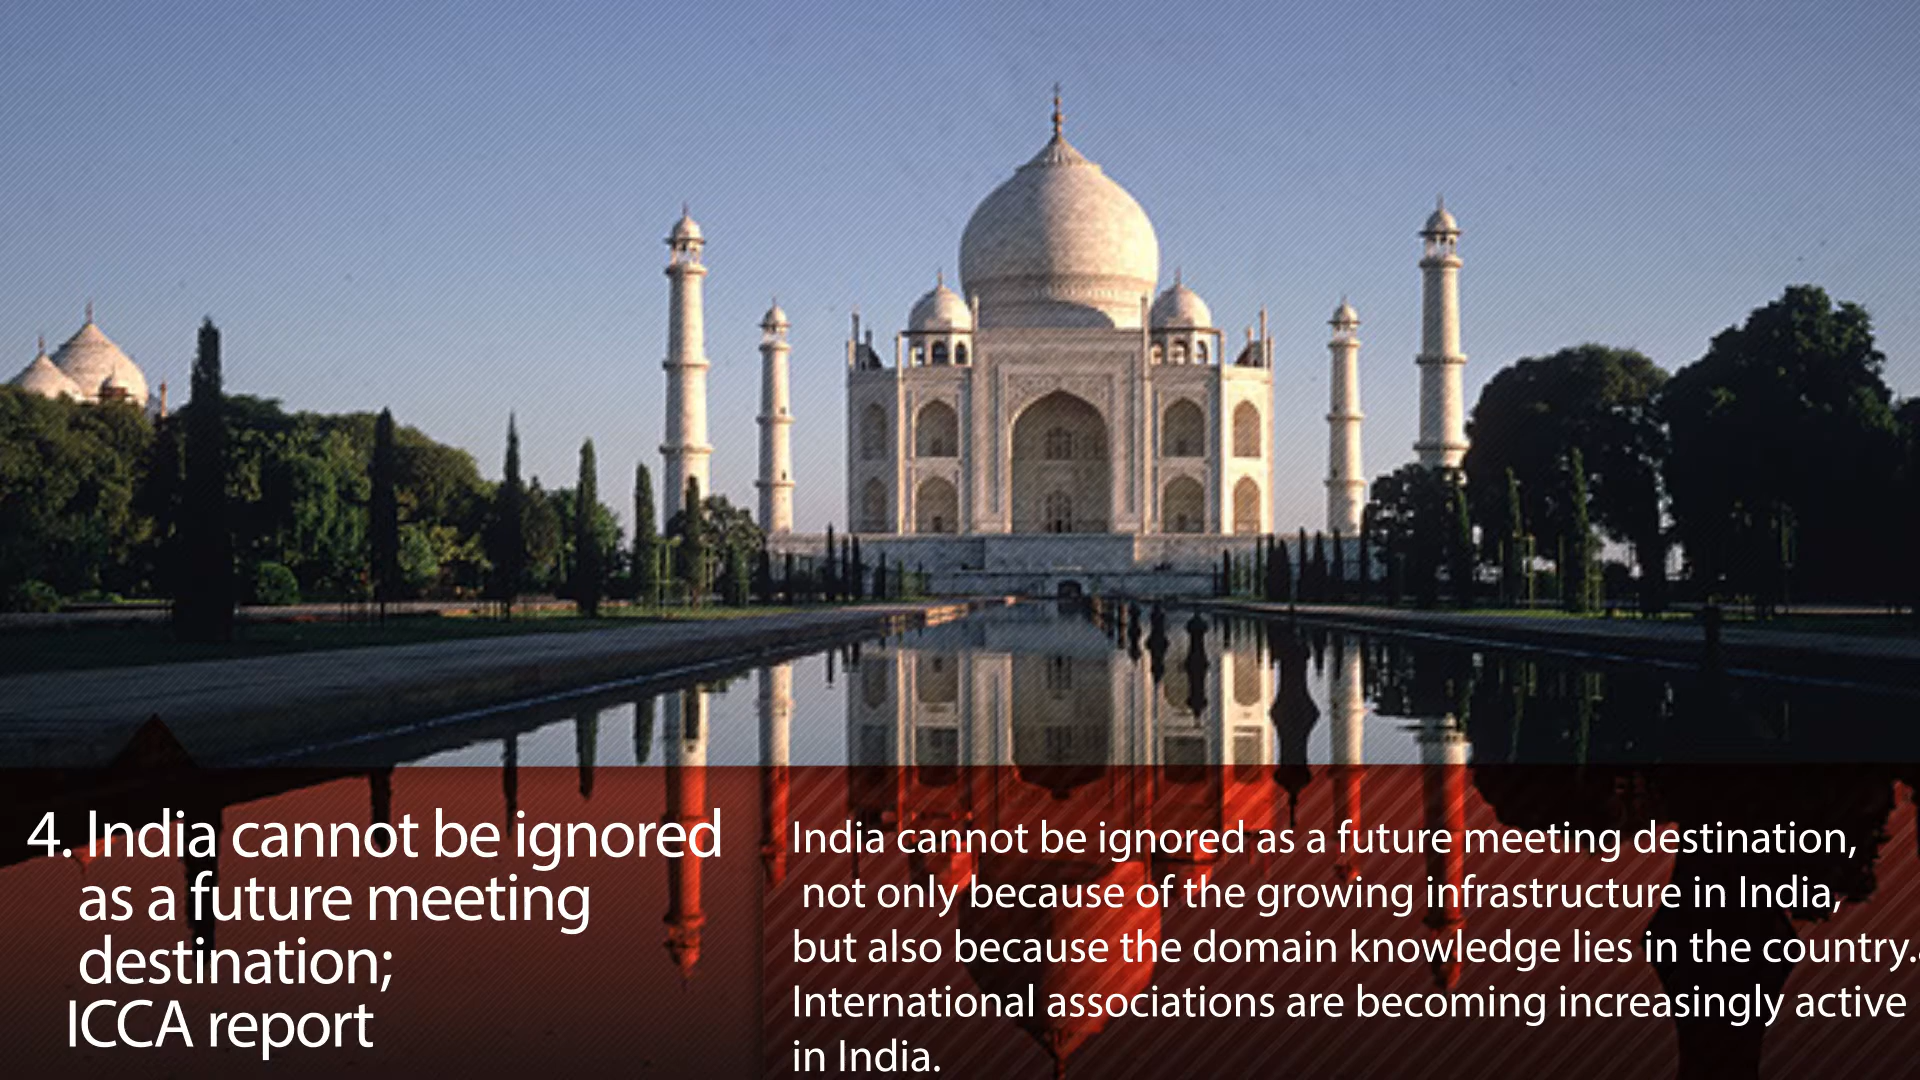 4. India cannot be ignored
as a future meeting
destination;
ICCA report
India cannot be ignored as a future meeting destination,
not only because of the growing infrastructure in India,
but also because the domain knowledge lies in the country.
International associations are becoming increasingly active
in India.